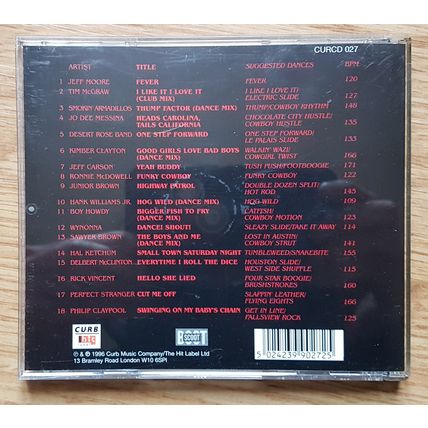 CURCD 027
ARTIST TITLE SUGGESTED DANCES BPM
1 JEFF MOORE FEVER FEVER 120
2 TIM McGRAW I LIKE IT I LOVE IT I LIKE I LOVE IT/
(CLUB MIX) ELECTRIC SLIDE 127
3 SMOKIN ARMADILLOS THUMP FACTOR (DANCE MIX) THUMP/COWBOY RHYTHM 148
4 JO DEE MESSINA HEADS CAROLINA, CHOCOLATE CITY HUSTLE/
TAILS CALIFORNIA COWBOY HUSTLE 135
5 DESERT ROSE BAND ONE STEP FORWARD ONE STEP FORWARD/
LE PALAIS SLIDE 133
6 KIMBER CLAYTON GOOD GIRLS LOVE BAD BOYS WALKIN' WAZI/
(DANCE MIX) COWGIRL TWIST 166
7 JEFF CARSON YEAH BUDDY TUSH PUSH/FOOTBOOGIE 171
8 RONNIE McDOWELL FUNKY COWBOY FUNKY COWBOY 122
9 JUNIOR BROWN HIGHWAY PATROL DOUBLE DOZEN SPLIT/
HOT ROD 145
10 HANK WILLIAMS JR. HOG WILD (DANCE MIX) HOG WILD 109
11 BOY HOWDY BIGGER FISH TO FRY CATFISH/
(DANCE MIX) COWBOY MOTION 123
12 WYNONNA DANCE! SHOUT! SLEAZY SLIDE/TAKE IT AWAY 114
13 SAWYER BROWN THE BOYS AND ME LOST IN AUSTIN/
(DANCE MIX) COWBOY STRUT 141
14 HAL KETCHUM SMALL TOWN SATURDAY NIGHT TUMBLEWEED/SNAKEBITE 155
15 DELBERT McCLINTON EVERYTIME I ROLL THE DICE HOUSTON SLIDE/
WEST SIDE SHUFFLE 115
16 RICK VINCENT HELLO SHE LIED FOUR STAR BOOGIE/
BRUSHSTROKES 160
17 PERFECT STRANGER CUT ME OFF SLAPPIN' LEATHER/
FLYING EIGHTS 166
18 PHILIP CLAYPOOL SWINGING ON MY BABY'S CHAIN GET IN LINE/
FALLSVIEW ROCK 125
CURB
hit
SCOOT
℗ & © 1996 Curb Music Company/The Hit Label Ltd
13 Bramley Road London W10 6SP
5 024239 902725